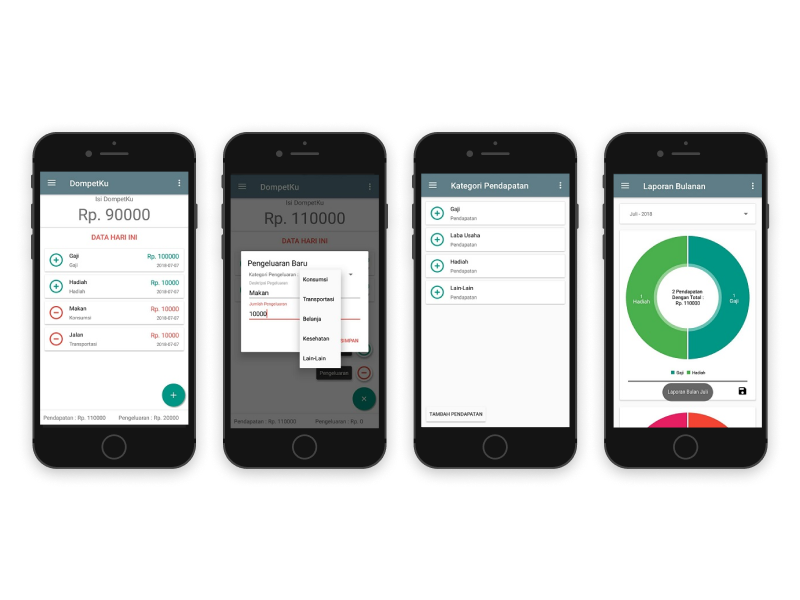 DompetKu
Isi DompetKu
Rp. 90000
DATA HARI INI
Gaji
Rp. 100000
Gaji
2018-07-07
Hadiah
Rp. 10000
Hadiah
2018-07-07
Makan
Rp. 10000
Konsumsi
2018-07-07
Jalan
Rp. 10000
Transportasi
2018-07-07
+
Pendapatan : Rp. 110000
Pengeluaran : Rp. 20000
DompetKu
Isi DompetKu
Rp. 110000
DATA HARI INI
Pengeluaran Baru
Kategori Pengeluaran
Konsumsi
Transportasi
Belanja
Kesehatan
Lain-Lain
Makan
Jumlah Pengeluaran
10000
Pengeluaran
Pendapatan : Rp. 110000
Pengeluaran : Rp. 0
Kategori Pendapatan
Gaji
Pendapatan
Laba Usaha
Pendapatan
Hadiah
Pendapatan
Lain-Lain
Pendapatan
TAMBAH PENDAPATAN
Laporan Bulanan
Juli - 2018
1
Hadiah
2 Pendapatan
Dengan Total :
Rp. 110000
1
Gaji
Gaji Hadiah
Laporan Bulan Juli